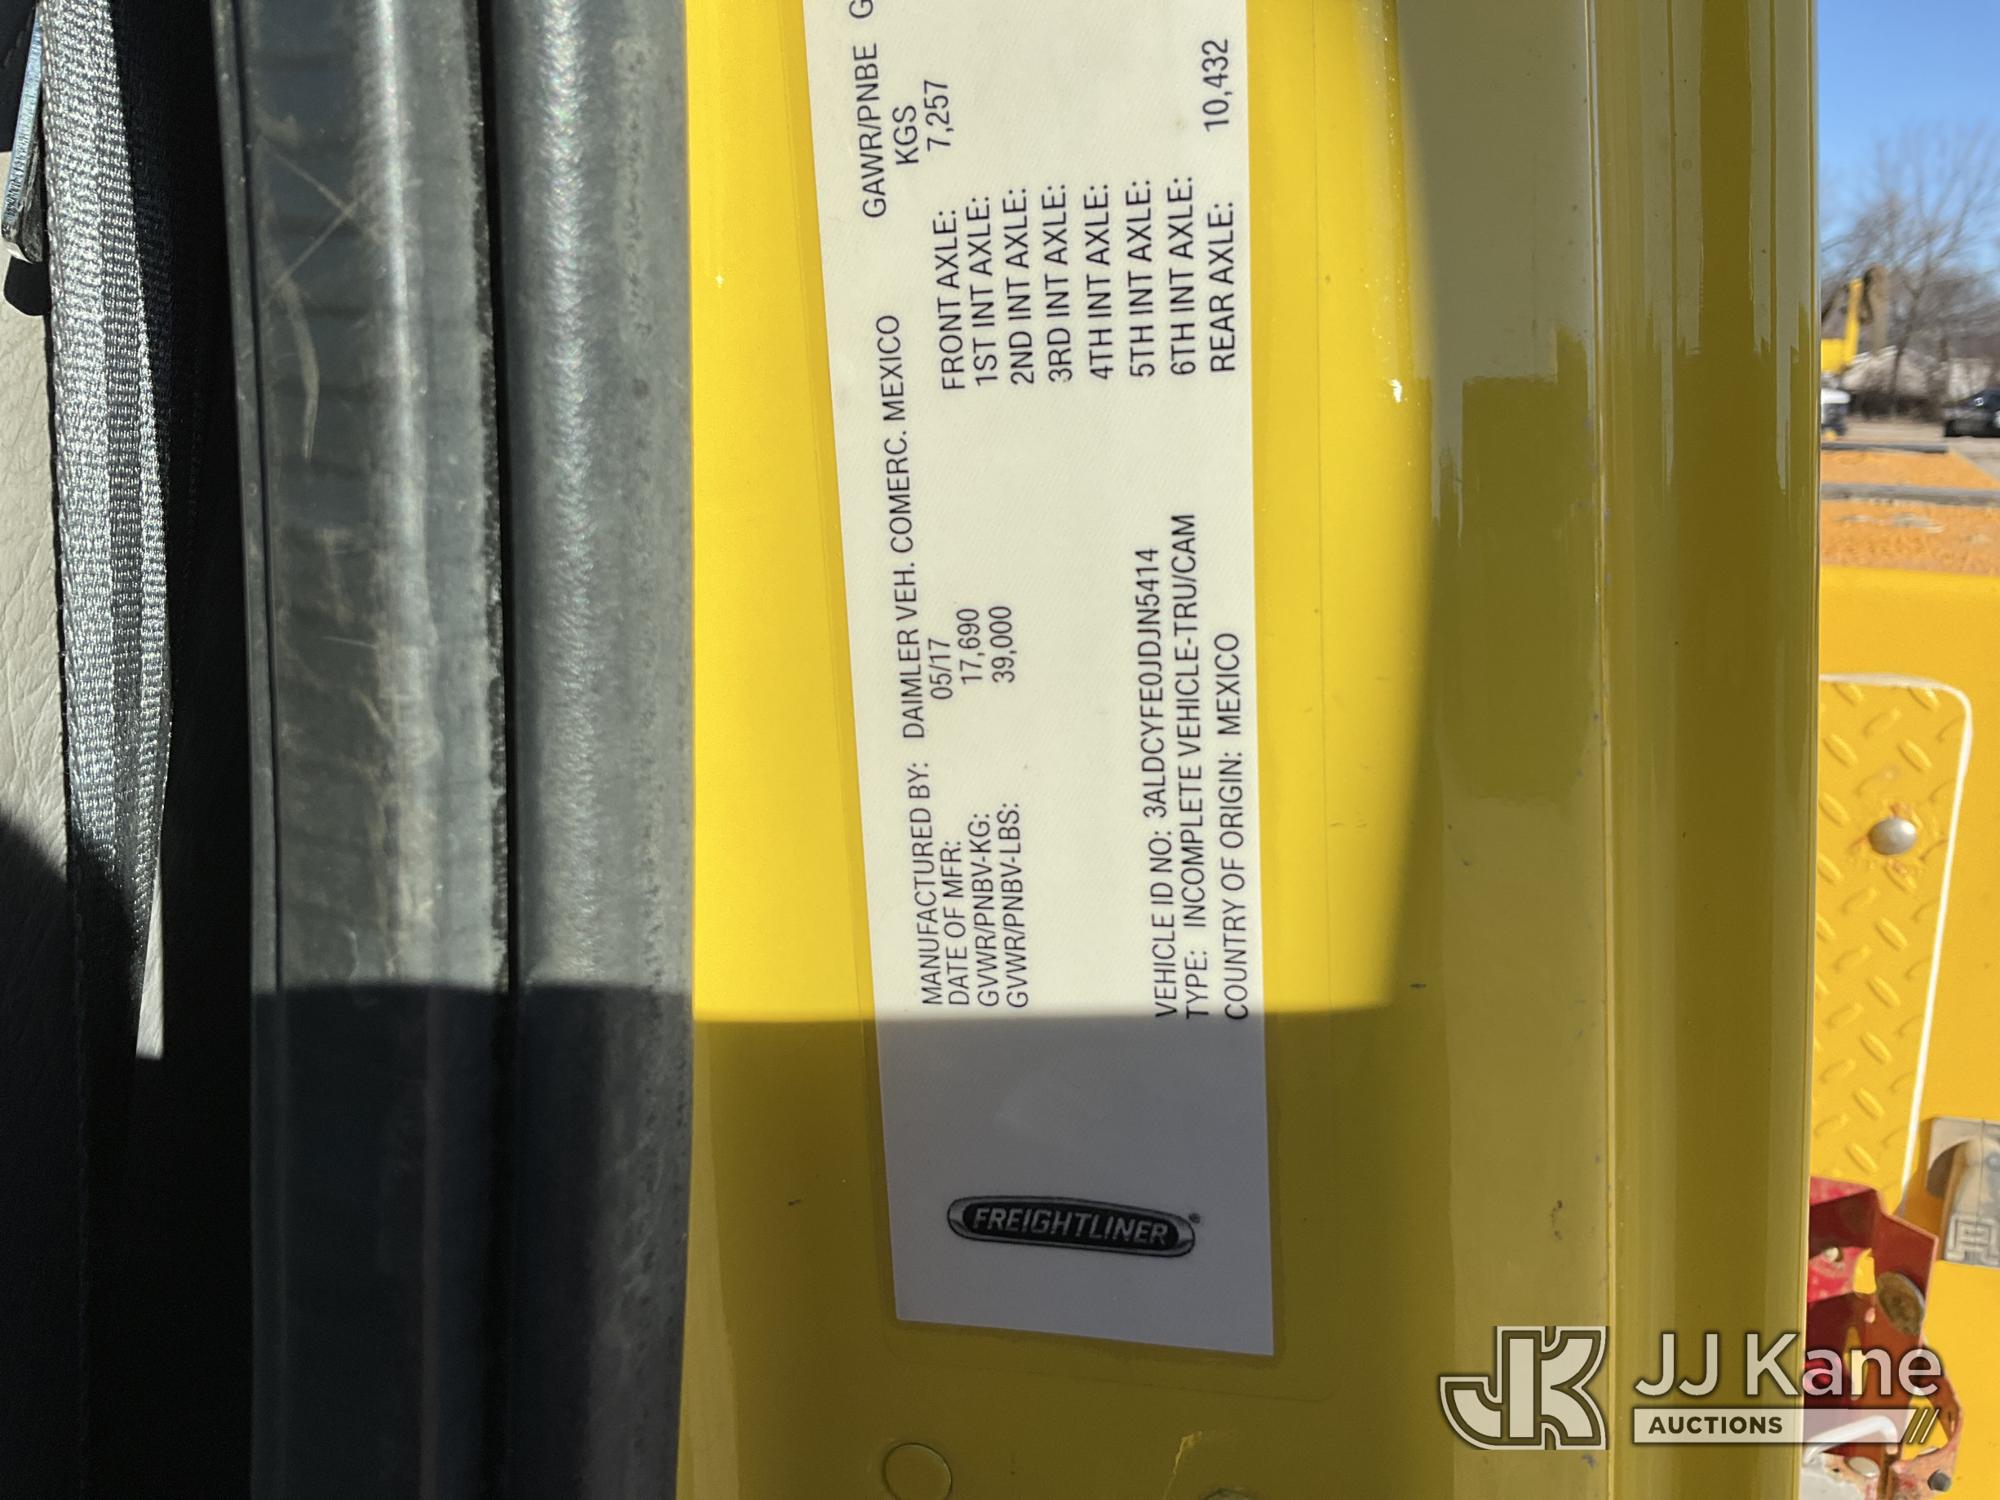 MANUFACTURED BY: DAIMLER VEH. COMERC. MEXICO
DATE OF MFR: 05/17
GVWR/PNBV-KG: 17,690
GVWR/PNBV-LBS: 39,000
VEHICLE ID NO: 3ALDCYFE0JDJN5414
TYPE: INCOMPLETE VEHICLE-TRU/CAM
COUNTRY OF ORIGIN: MEXICO
GAWR/PNBE G
KGS
FRONT AXLE: 7,257
1ST INT AXLE:
2ND INT AXLE:
3RD INT AXLE:
4TH INT AXLE:
5TH INT AXLE:
6TH INT AXLE:
REAR AXLE: 10,432
FREIGHTLINER®
JK JJ Kane
AUCTIONS